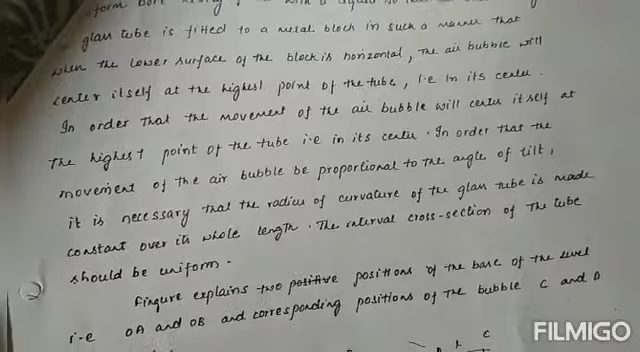 glass tube is fitted to a metal block in such a manner that
when the lower surface of the block is horizontal, the air bubble will
center itself at the highest point of the tube, i.e in its center.
In order that the movement of the air bubble will center it self at
the highest point of the tube i.e in its center. In order that the
movement of the air bubble be proportional to the angle of tilt,
it is necessary that the radius of curvature of the glass tube is made
constant over its whole length. The interval cross-section of the tube
should be uniform.
Fingure explains two positive positions of the base of the level
i.e OA and OB and corresponding positions of the bubble C and D
C
FILMIGO